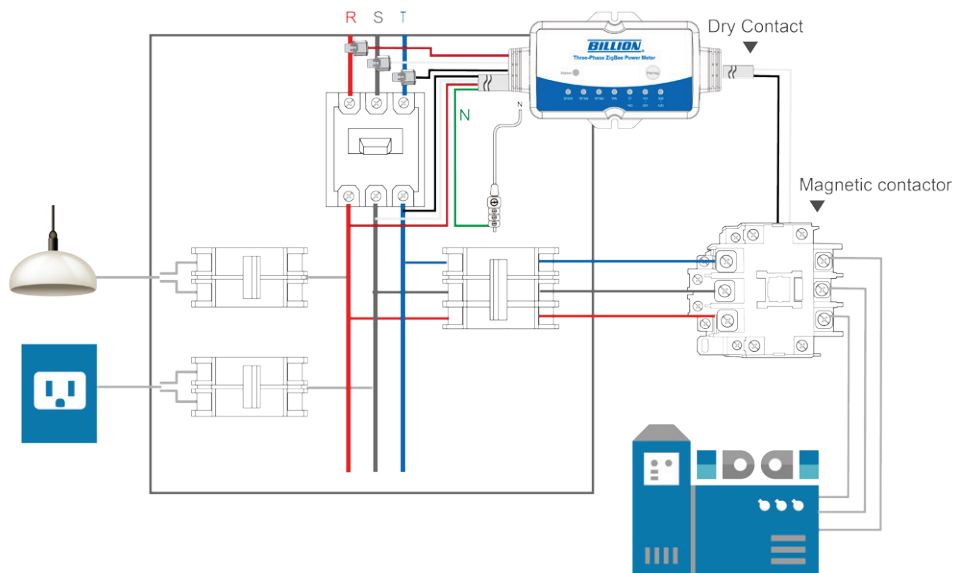 R S T
Dry Contact
BILLION
Three-Phase ZigBee Power Meter
N
N
Magnetic contactor